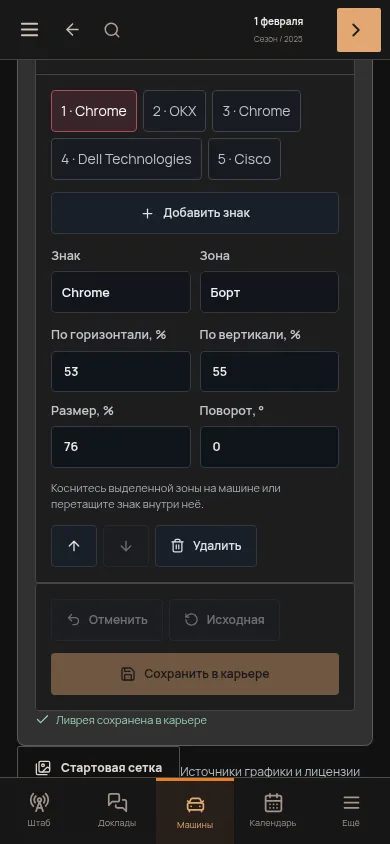 1 февраля
Сезон / 2025
1 · Chrome
2 · OKX
3 · Chrome
4 · Dell Technologies
5 · Cisco
Добавить знак
Знак
Зона
Chrome
Борт
По горизонтали, %
По вертикали, %
53
55
Размер, %
Поворот, °
76
0
Коснитесь выделенной зоны на машине или
перетащите знак внутри неё.
Удалить
Отменить
Исходная
Сохранить в карьере
Ливрея сохранена в карьере
Стартовая сетка
Источники графики и лицензии
Штаб
Доклады
Машины
Календарь
Ещё